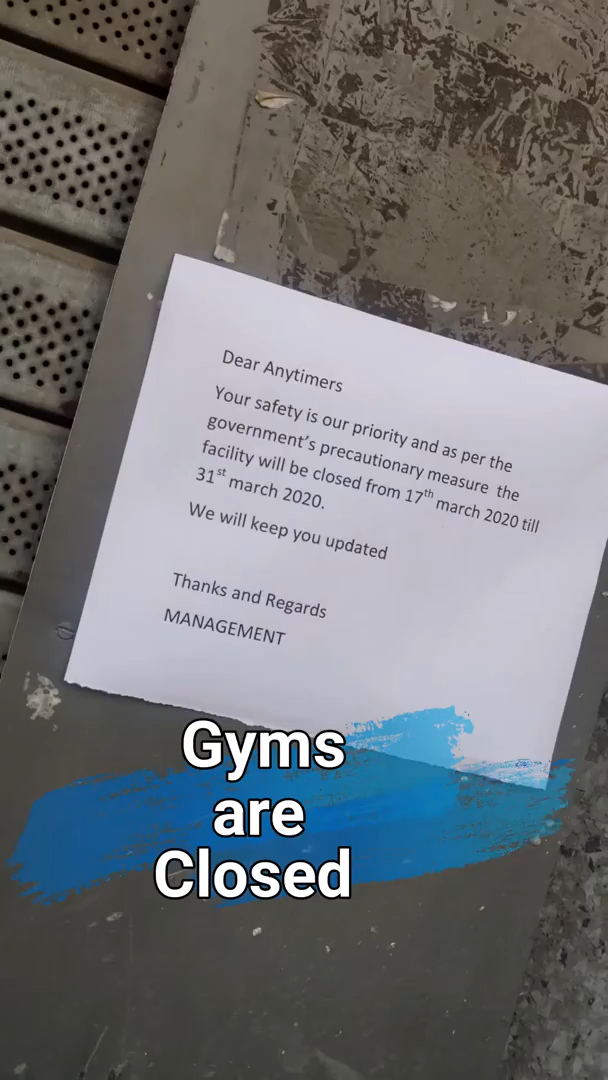 Dear Anytimers
Your safety is our priority and as per the
government's precautionary measure the
facility will be closed from 17th march 2020 till
31st march 2020.
We will keep you updated
Thanks and Regards
MANAGEMENT
Gyms
are
Closed